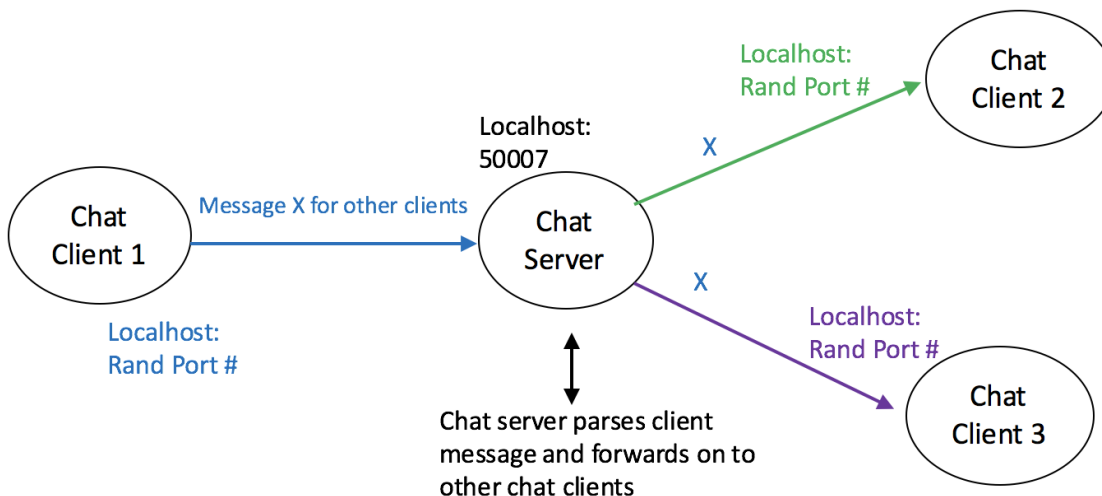 Chat
Client 1
Localhost:
Rand Port #
Message X for other clients
Localhost:
50007
Chat
Server
Chat server parses client
message and forwards on to
other chat clients
X
Localhost:
Rand Port #
Chat
Client 2
X
Localhost:
Rand Port #
Chat
Client 3